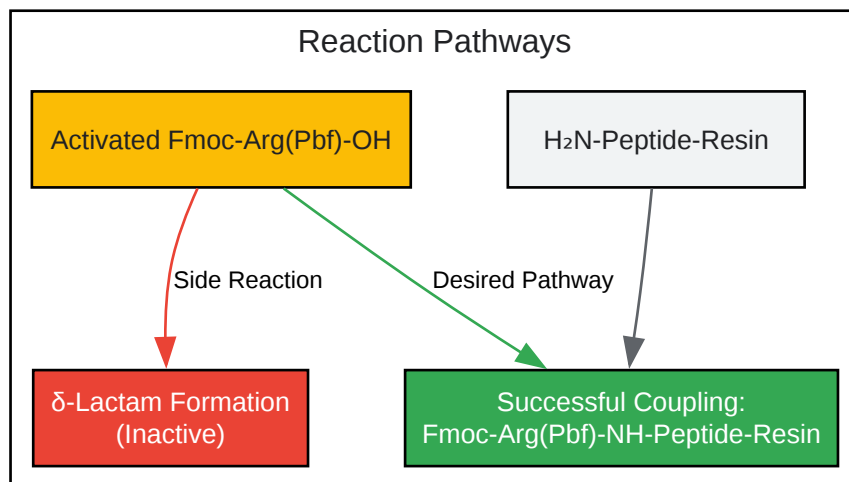 Reaction Pathways
Activated Fmoc-Arg(Pbf)-OH
H₂N-Peptide-Resin
Side Reaction
Desired Pathway
δ-Lactam Formation
(Inactive)
Successful Coupling:
Fmoc-Arg(Pbf)-NH-Peptide-Resin